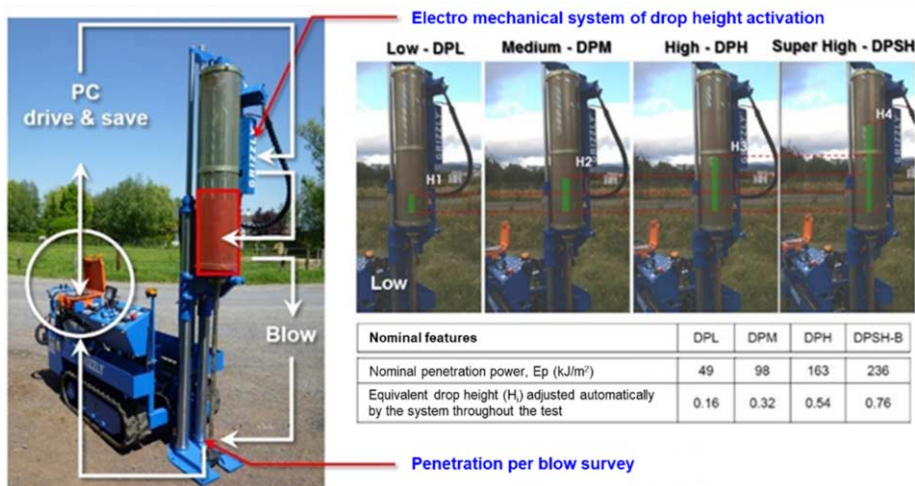 Electro mechanical system of drop height activation
PC
drive & save
Blow
GRIZZLY
GRIZZLY
Penetration per blow survey
Low - DPL
Medium - DPM
High - DPH
Super High - DPSH
H1
H2
H3
H4
GRIZZLY
Low
Nominal features DPL DPM DPH DPSH-B
Nominal penetration power, Ep (kJ/m²) 49 98 163 236
Equivalent drop height (Hᵢ) adjusted automatically
by the system throughout the test 0.16 0.32 0.54 0.76